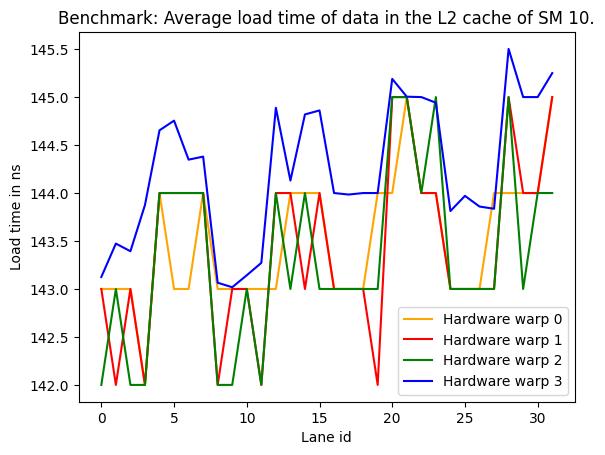 Benchmark: Average load time of data in the L2 cache of SM 10.
Load time in ns
145.5
145.0
144.5
144.0
143.5
143.0
142.5
142.0
Hardware warp 0
Hardware warp 1
Hardware warp 2
Hardware warp 3
0 5 10 15 20 25 30
Lane id